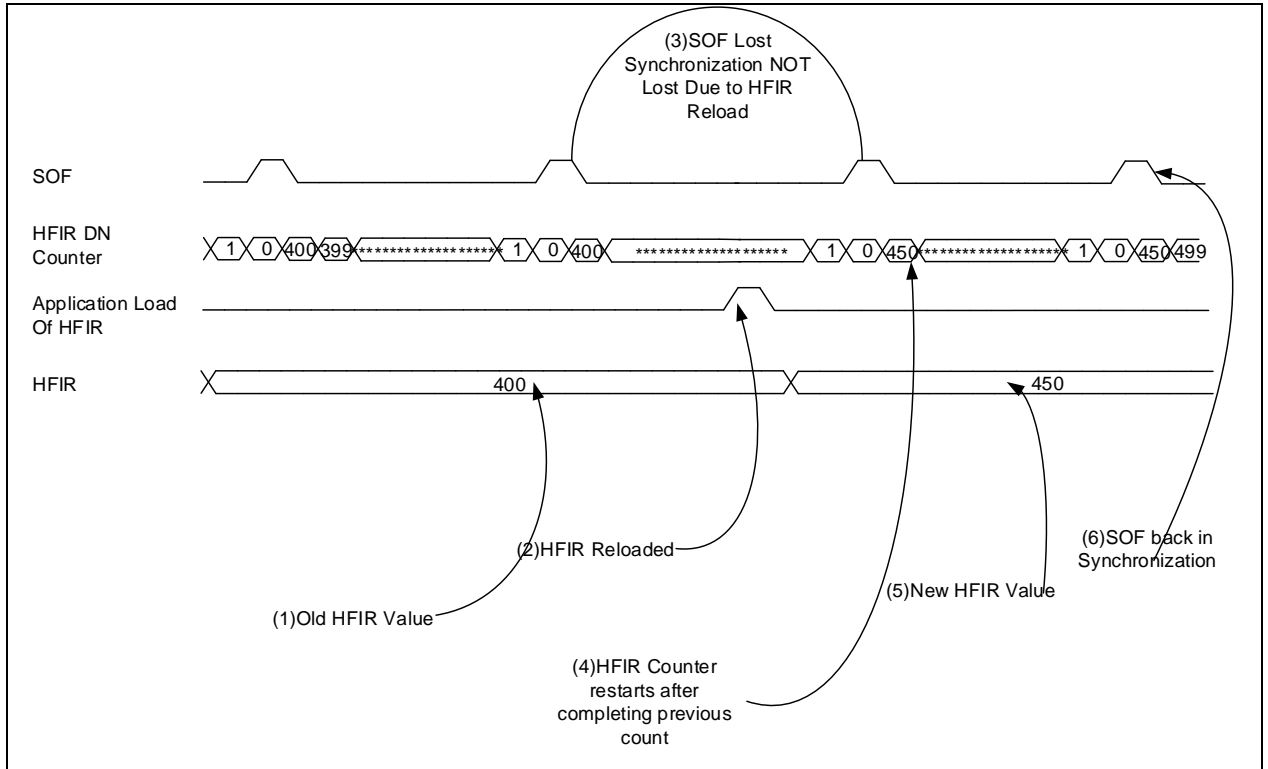 (3)SOF Lost
Synchronization NOT
Lost Due to HFIR
Reload
SOF
HFIR DN
Counter
1 0 400 399 ******************* 1 0 400 ****************** 1 0 450 ****************** 1 0 450 499
Application Load
Of HFIR
HFIR
400
450
(2)HFIR Reloaded
(6)SOF back in
Synchronization
(5)New HFIR Value
(1)Old HFIR Value
(4)HFIR Counter
restarts after
completing previous
count